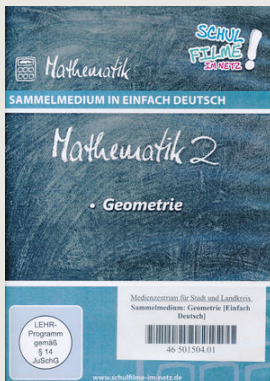 SCHUL
FILME
IM NETZ
!
Mathematik
SAMMELMEDIUM IN EINFACH DEUTSCH
Mathematik 2
• Geometrie
Medienzentrum für Stadt und Landkreis
Sammelmedium: Geometrie [Einfach
Deutsch]
46 501504 01
LEHR-
Programm
gemäß
§ 14
JuSchG
www.schulfilme-im-netz.de